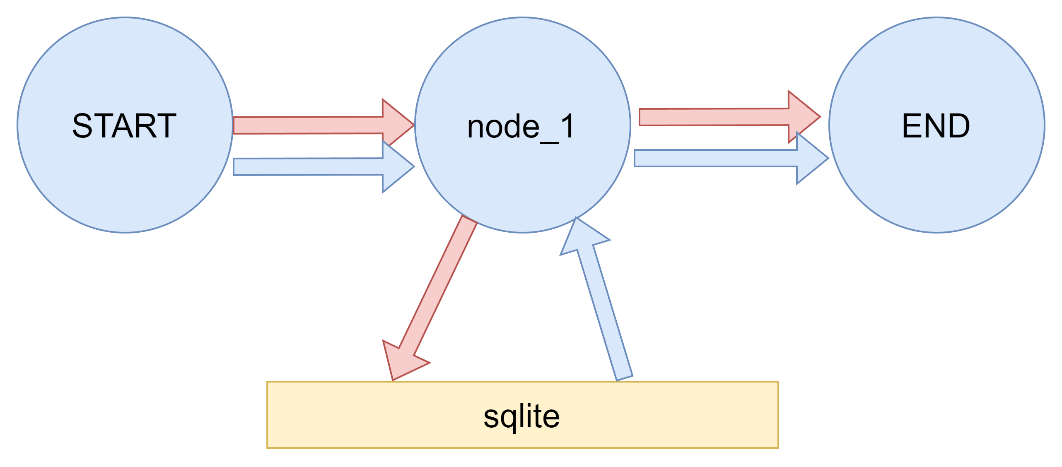 START
node_1
END
sqlite